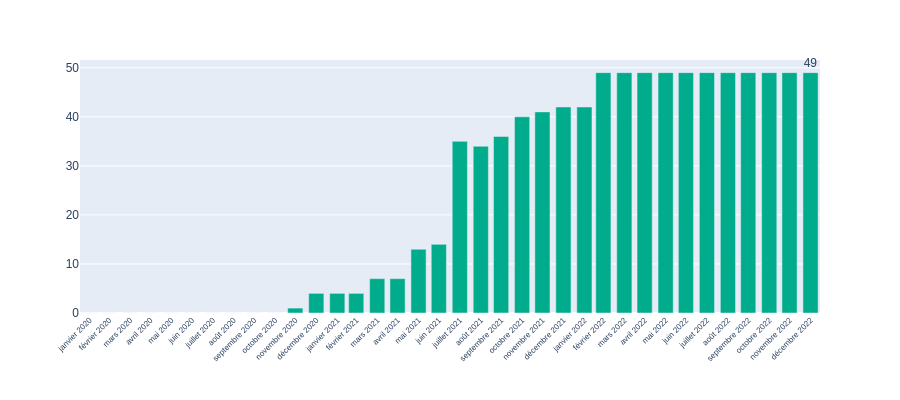 49
50
40
30
20
10
0
janvier 2020
février 2020
mars 2020
avril 2020
mai 2020
juin 2020
juillet 2020
août 2020
septembre 2020
octobre 2020
novembre 2020
décembre 2020
janvier 2021
février 2021
mars 2021
avril 2021
mai 2021
juin 2021
juillet 2021
août 2021
septembre 2021
octobre 2021
novembre 2021
décembre 2021
janvier 2022
février 2022
mars 2022
avril 2022
mai 2022
juin 2022
juillet 2022
août 2022
septembre 2022
octobre 2022
novembre 2022
décembre 2022